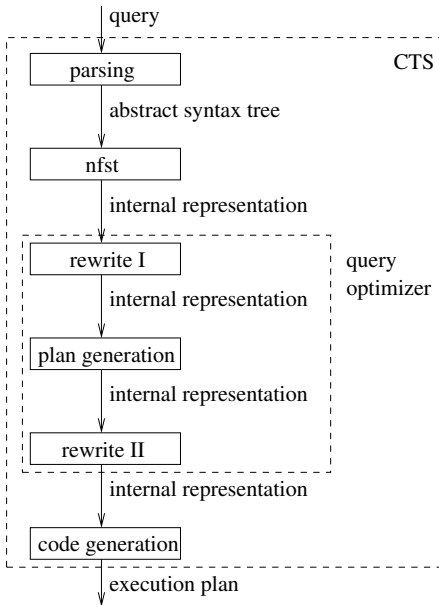 query
CTS
parsing
abstract syntax tree
nfst
internal representation
rewrite I
query
optimizer
internal representation
plan generation
internal representation
rewrite II
internal representation
code generation
execution plan